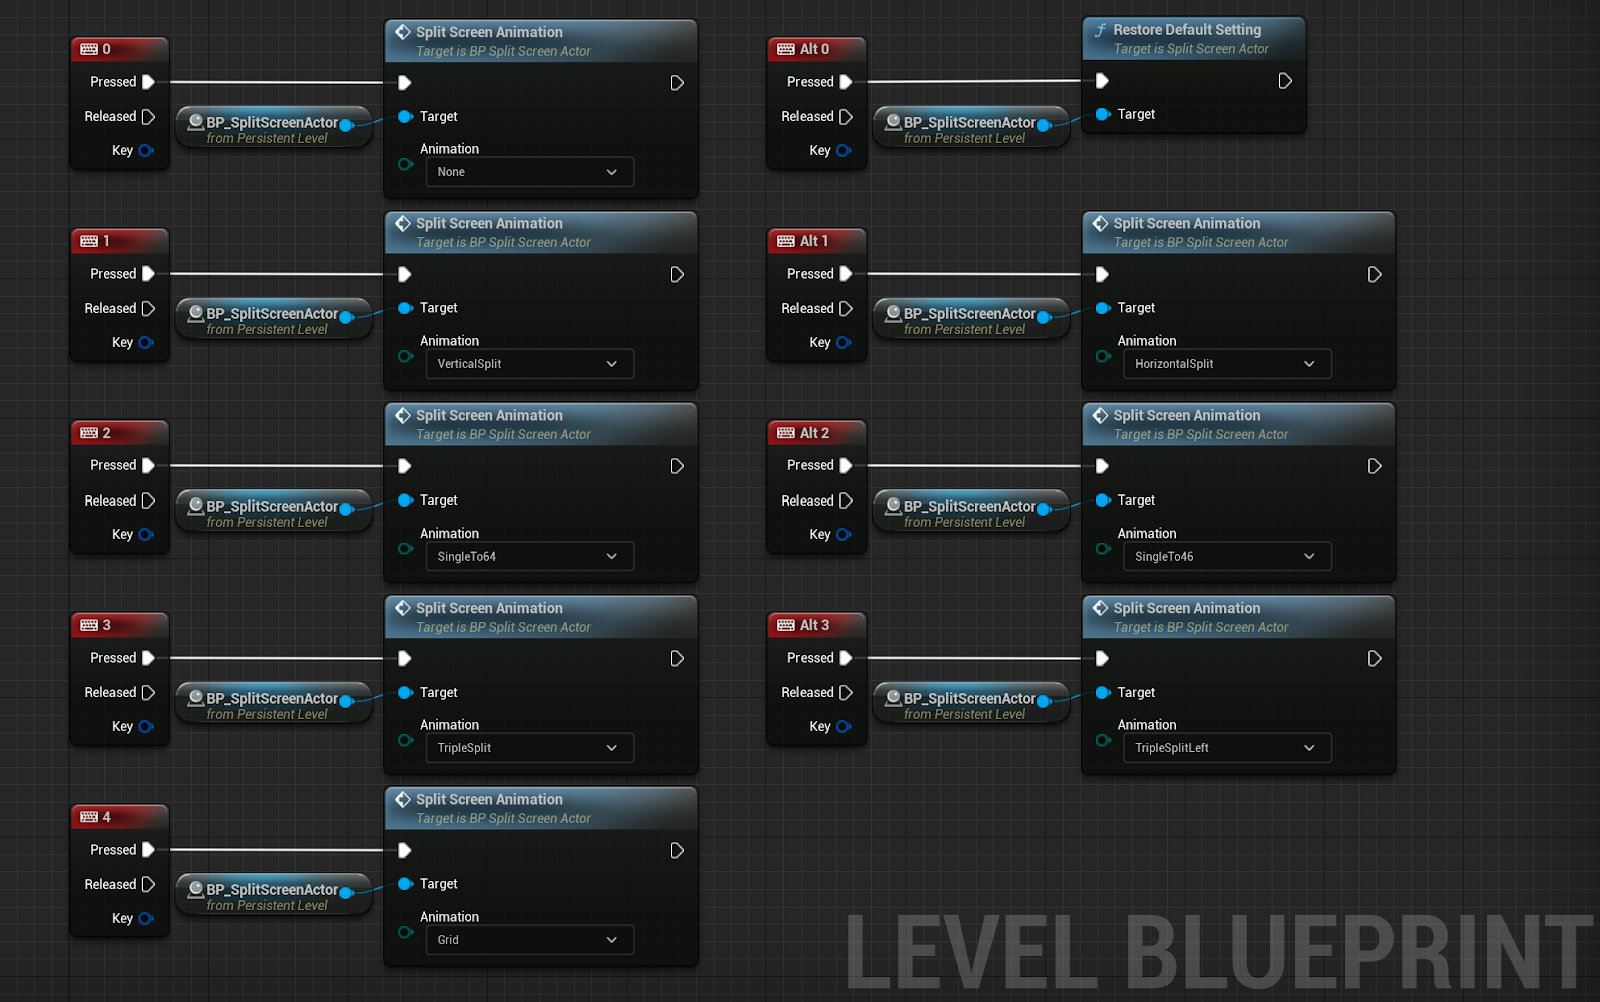 0
Pressed
Released
Key
BP_SplitScreenActor
from Persistent Level
Split Screen Animation
Target is BP Split Screen Actor
Target
Animation
None
Alt 0
Pressed
Released
Key
BP_SplitScreenActor
from Persistent Level
Restore Default Setting
Target is Split Screen Actor
Target
1
Pressed
Released
Key
BP_SplitScreenActor
from Persistent Level
Split Screen Animation
Target is BP Split Screen Actor
Target
Animation
VerticalSplit
Alt 1
Pressed
Released
Key
BP_SplitScreenActor
from Persistent Level
Split Screen Animation
Target is BP Split Screen Actor
Target
Animation
HorizontalSplit
2
Pressed
Released
Key
BP_SplitScreenActor
from Persistent Level
Split Screen Animation
Target is BP Split Screen Actor
Target
Animation
SingleTo64
Alt 2
Pressed
Released
Key
BP_SplitScreenActor
from Persistent Level
Split Screen Animation
Target is BP Split Screen Actor
Target
Animation
SingleTo46
3
Pressed
Released
Key
BP_SplitScreenActor
from Persistent Level
Split Screen Animation
Target is BP Split Screen Actor
Target
Animation
TripleSplit
Alt 3
Pressed
Released
Key
BP_SplitScreenActor
from Persistent Level
Split Screen Animation
Target is BP Split Screen Actor
Target
Animation
TripleSplitLeft
4
Pressed
Released
Key
BP_SplitScreenActor
from Persistent Level
Split Screen Animation
Target is BP Split Screen Actor
Target
Animation
Grid
LEVEL BLUEPRINT